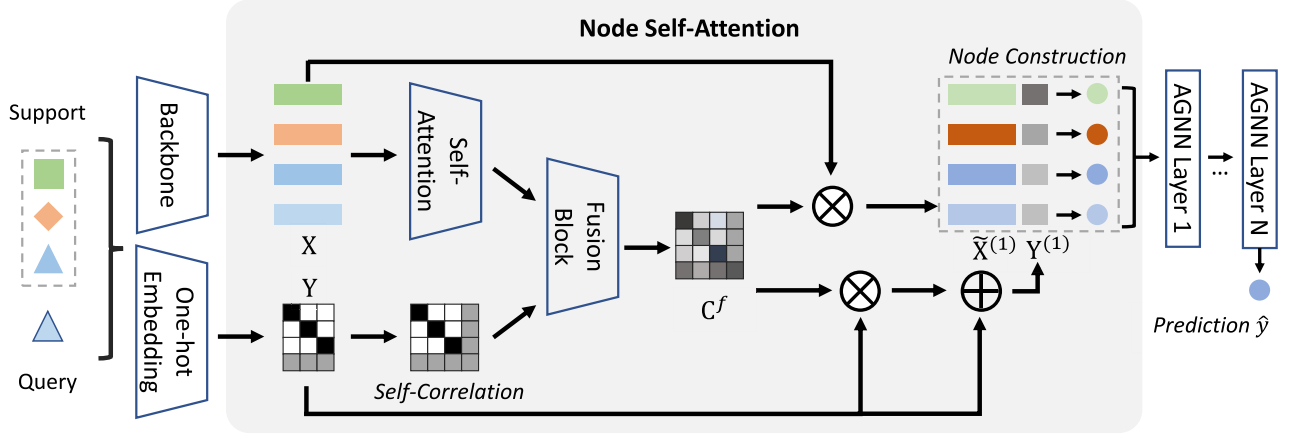 Node Self-Attention
Support
Query
Backbone
One-hot
Embedding
X
Y
Self-
Attention
Self-Correlation
Fusion
Block
C^f
Node Construction
X̃^(1) Y^(1)
AGNN Layer 1
...
AGNN Layer N
Prediction ŷ